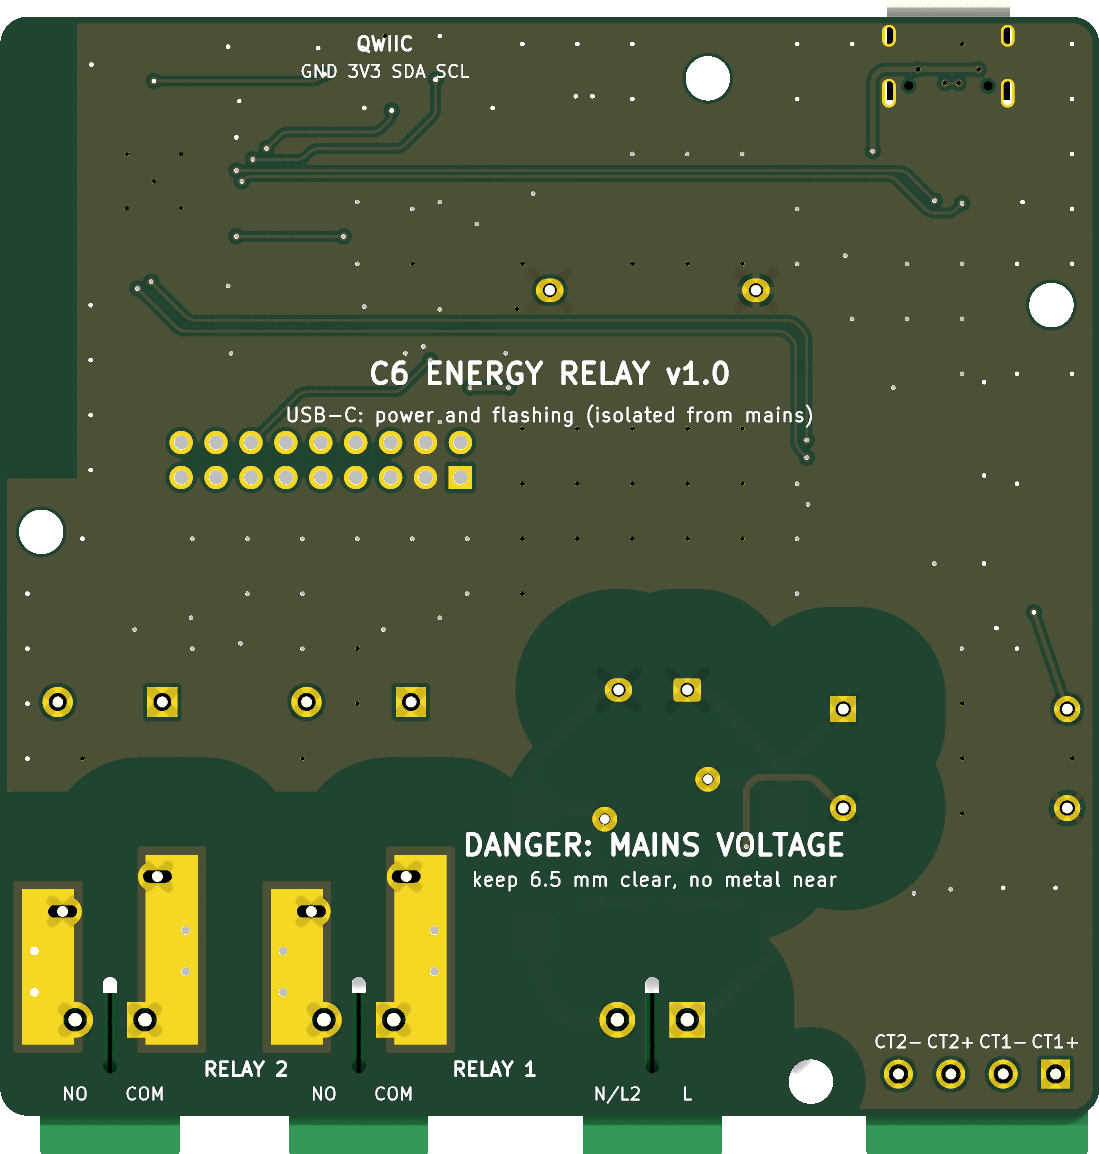 QWIIC
GND 3V3 SDA SCL
C6 ENERGY RELAY v1.0
USB-C: power and flashing (isolated from mains)
DANGER: MAINS VOLTAGE
keep 6.5 mm clear, no metal near
CT2- CT2+ CT1- CT1+
RELAY 2
RELAY 1
NO COM NO COM N/L2 L